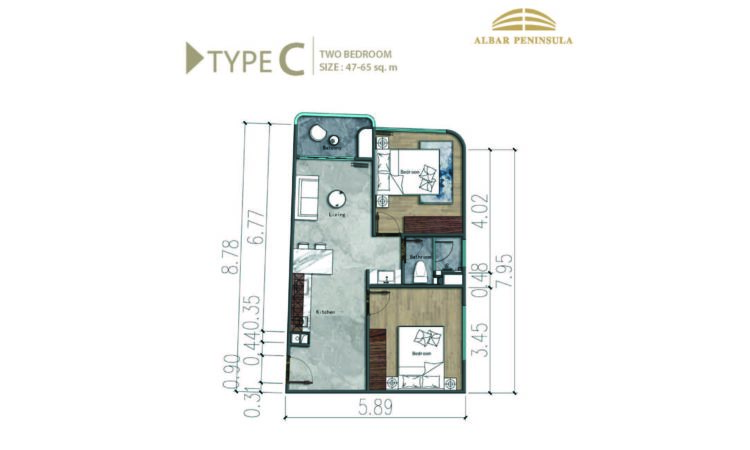 TYPE C
TWO BEDROOM
SIZE : 47-65 sq. m
ALBAR PENINSULA
Balcony
Bedroom
Living
Bathroom
Kitchen
Bedroom
8.78
6.77
0.35
0.44
0.90
0.31
5.89
4.02
0.48
3.45
7.95